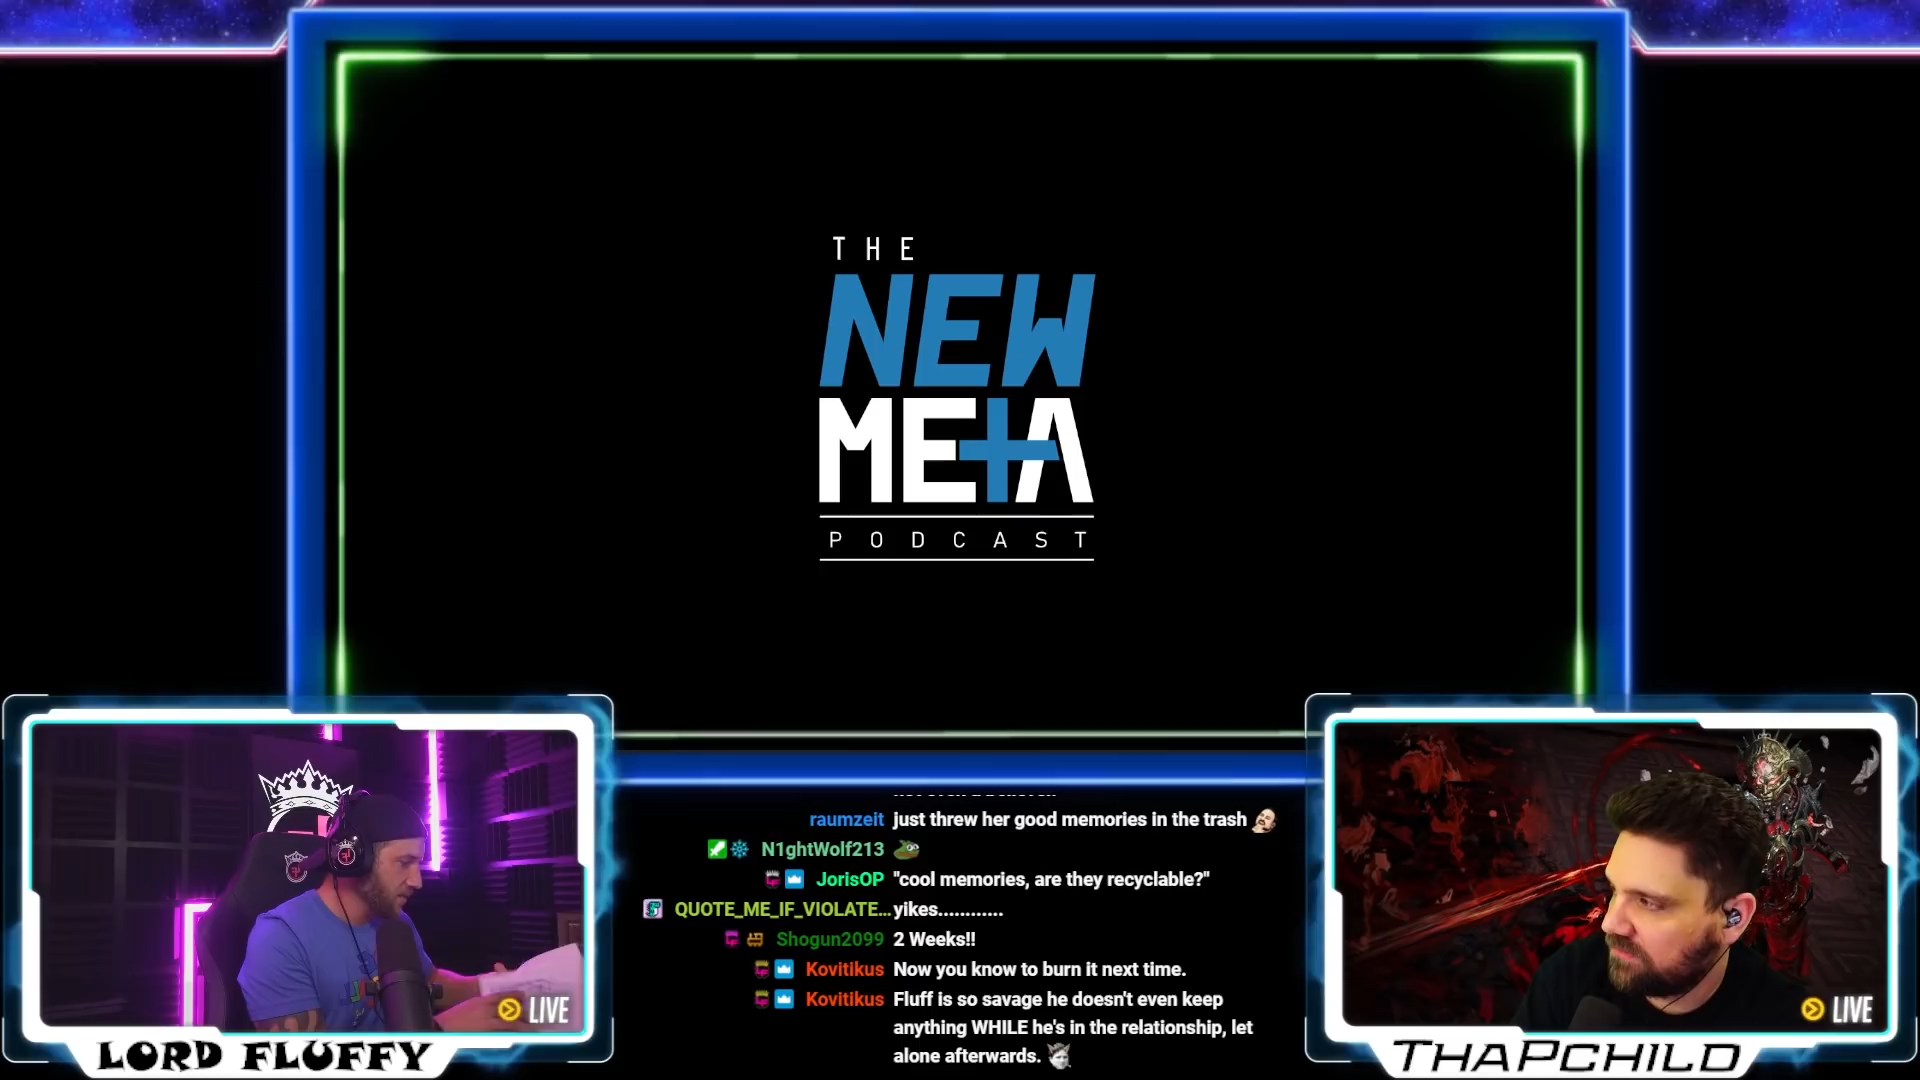 THE
NEW
META
PODCAST
raumzeit just threw her good memories in the trash
N1ghtWolf213
JorisOP "cool memories, are they recyclable?"
QUOTE_ME_IF_VIOLATE... yikes............
Shogun2099 2 Weeks!!
Kovitikus Now you know to burn it next time.
Kovitikus Fluff is so savage he doesn't even keep
anything WHILE he's in the relationship, let
alone afterwards.
LIVE
LORD FLUFFY
LIVE
THAPCHILD